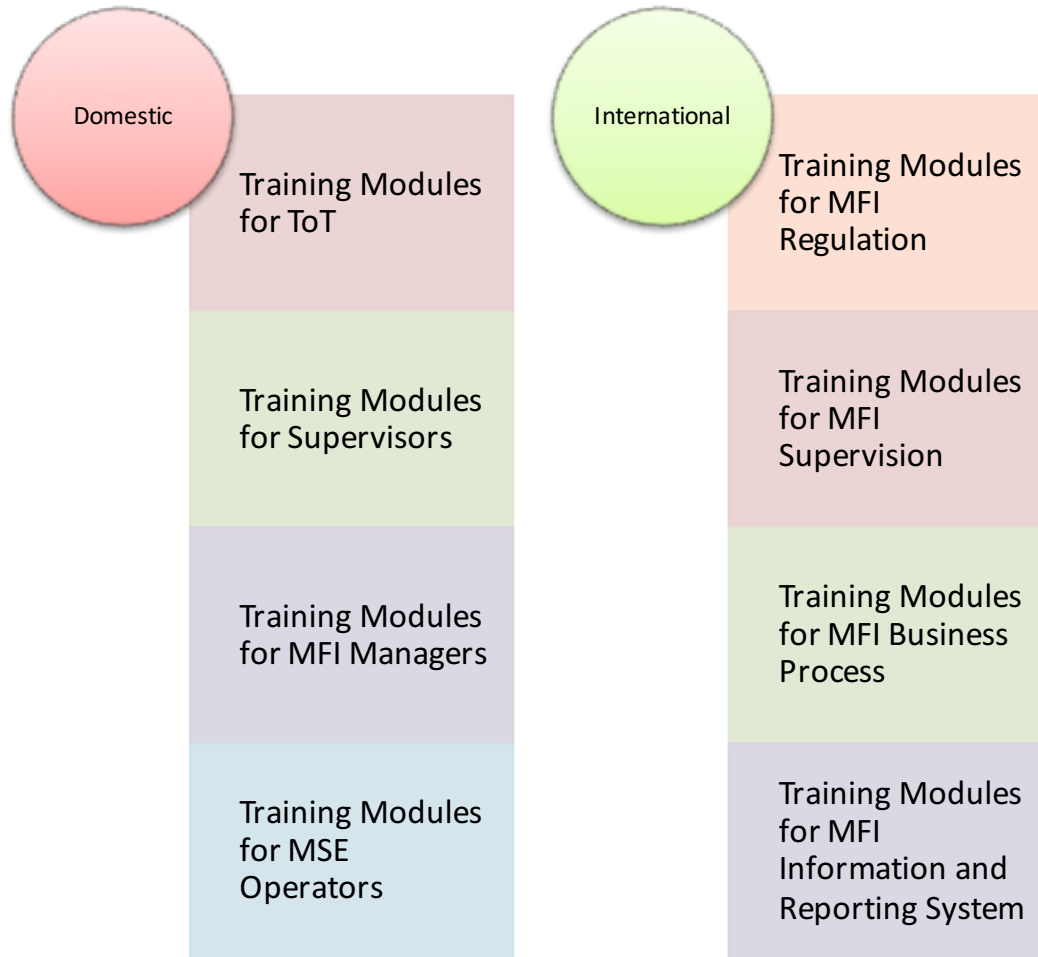 Domestic
Training Modules
for ToT
Training Modules
for Supervisors
Training Modules
for MFI Managers
Training Modules
for MSE
Operators
International
Training Modules
for MFI
Regulation
Training Modules
for MFI
Supervision
Training Modules
for MFI Business
Process
Training Modules
for MFI
Information and
Reporting System